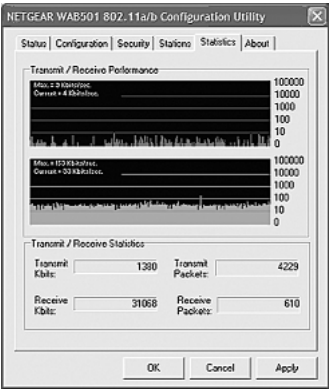 NETGEAR WAB501 802.11a/b Configuration Utility
Status
Configuration
Security
Stations
Statistics
About
Transmit / Receive Performance
100000
10000
1000
100
10
0
100000
10000
1000
100
10
0
Transmit / Receive Statistics
Transmit Kbits: 1380
Transmit Packets: 4229
Receive Kbits: 31068
Receive Packets: 610
OK
Cancel
Apply